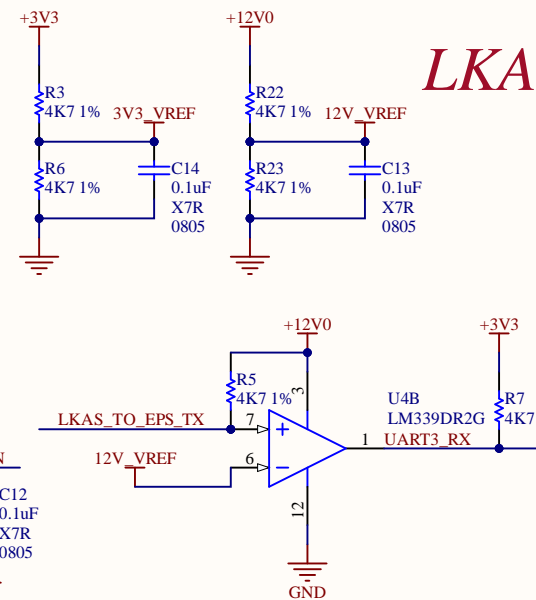 +3V3
+12V0
LKA
R3
4K7 1%
3V3_VREF
R22
4K7 1%
12V_VREF
R6
4K7 1%
C14
0.1uF
X7R
0805
R23
4K7 1%
C13
0.1uF
X7R
0805
+12V0
+3V3
R5
4K7 1%
3
U4B
LM339DR2G
R7
4K7
LKAS_TO_EPS_TX
7
1
UART3_RX
12V_VREF
6
N
C12
0.1uF
X7R
0805
12
GND